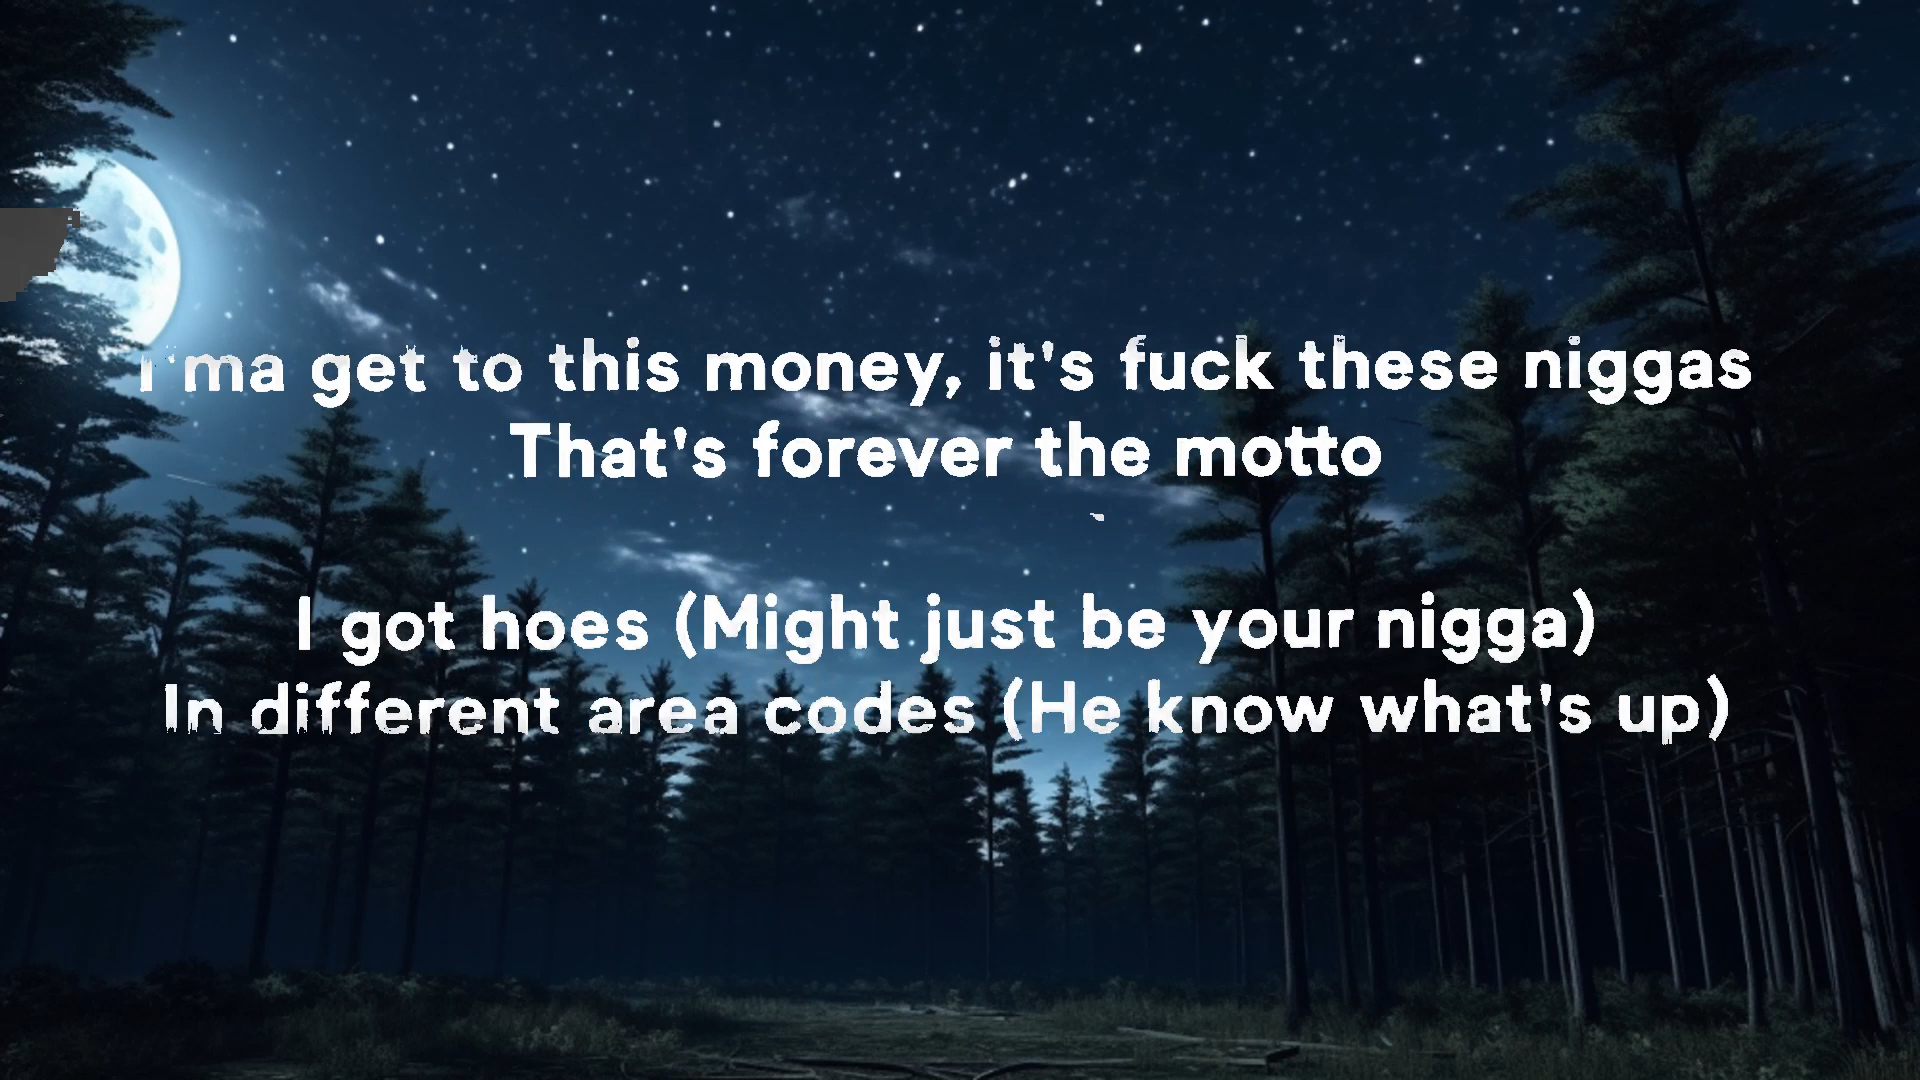 I'ma get to this money, it's fuck these niggas
That's forever the motto
I got hoes (Might just be your nigga)
In different area codes (He know what's up)